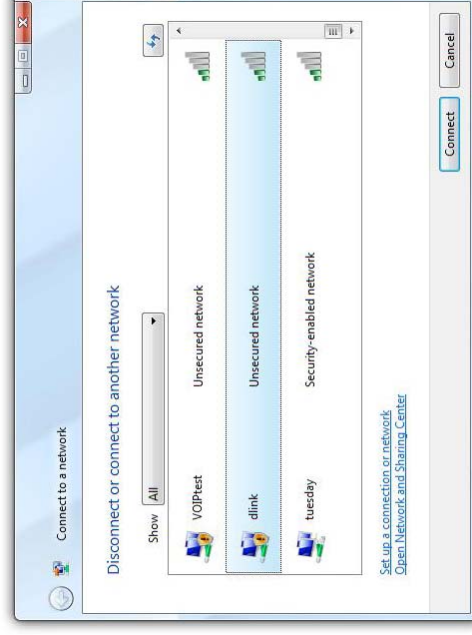 Connect to a network
Disconnect or connect to another network
Show All
VOIPtest Unsecured network
dlink Unsecured network
tuesday Security-enabled network
Set up a connection or network
Open Network and Sharing Center
Connect Cancel